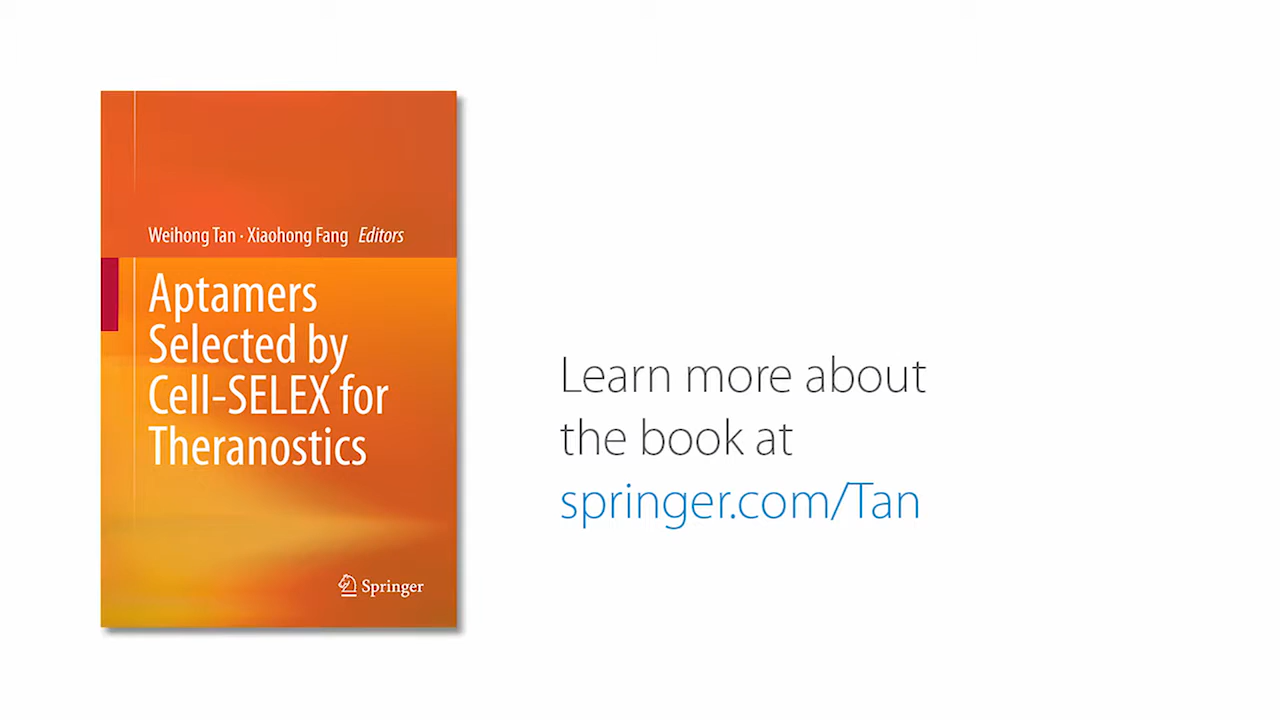 Weihong Tan · Xiaohong Fang Editors
Aptamers
Selected by
Cell-SELEX for
Theranostics
Springer
Learn more about
the book at
springer.com/Tan